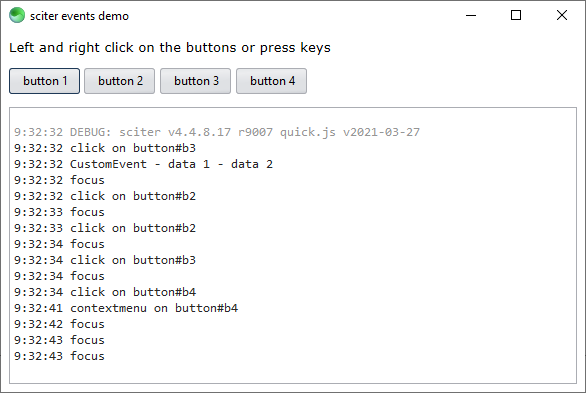 sciter events demo
Left and right click on the buttons or press keys
button 1 button 2 button 3 button 4
9:32:32 DEBUG: sciter v4.4.8.17 r9007 quick.js v2021-03-27
9:32:32 click on button#b3
9:32:32 CustomEvent - data 1 - data 2
9:32:32 focus
9:32:32 click on button#b2
9:32:33 focus
9:32:33 click on button#b2
9:32:34 focus
9:32:34 click on button#b3
9:32:34 focus
9:32:34 click on button#b4
9:32:41 contextmenu on button#b4
9:32:42 focus
9:32:43 focus
9:32:43 focus